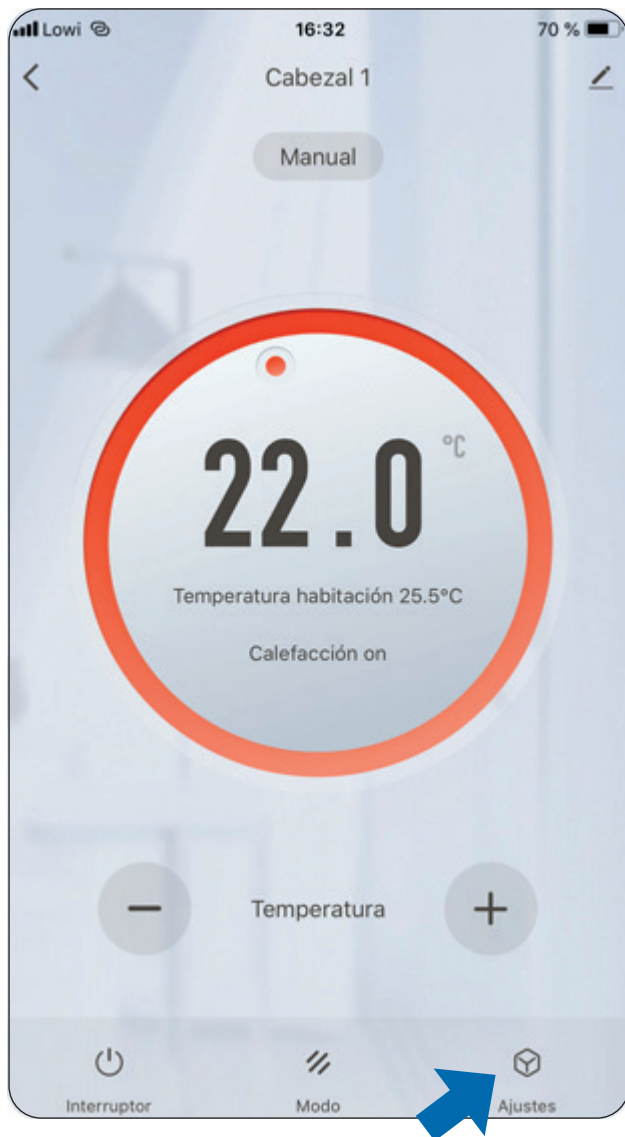 Lowi 16:32 70 %
Cabezal 1
Manual
22.0 °C
Temperatura habitación 25.5°C
Calefacción on
− Temperatura +
Interruptor Modo Ajustes